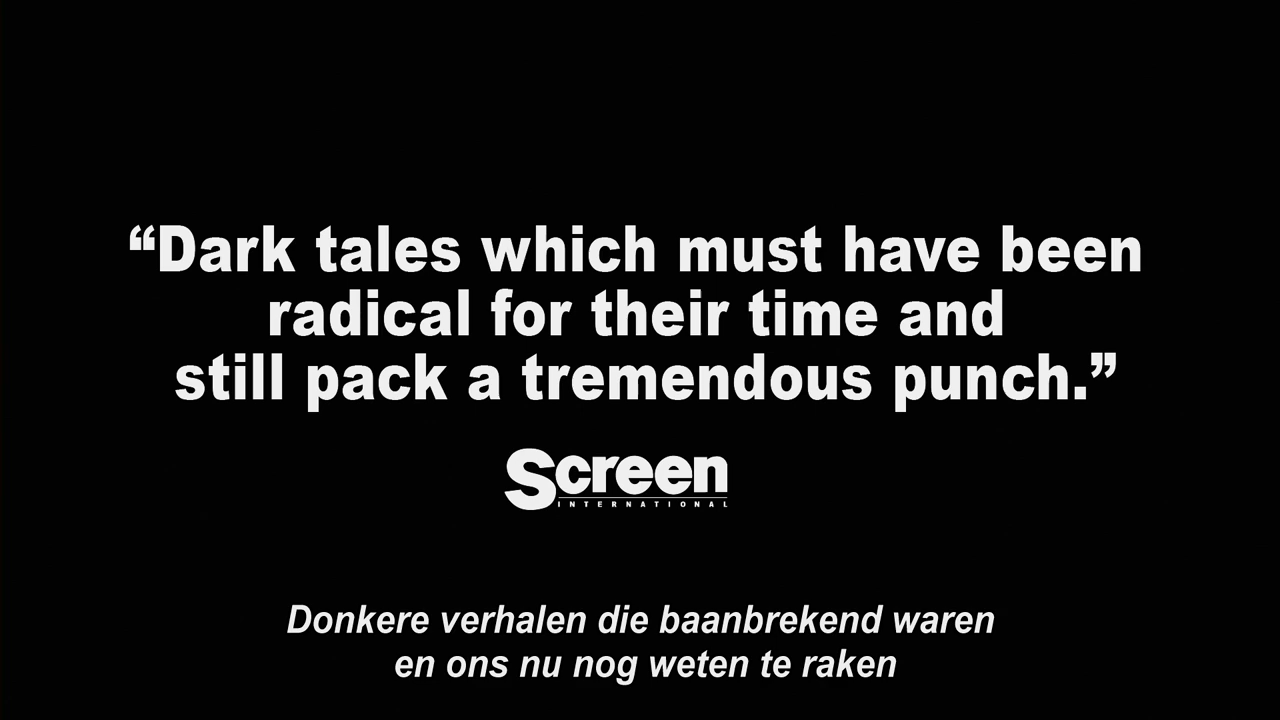 “Dark tales which must have been
radical for their time and
still pack a tremendous punch.”
Screen
INTERNATIONAL
Donkere verhalen die baanbrekend waren
en ons nu nog weten te raken